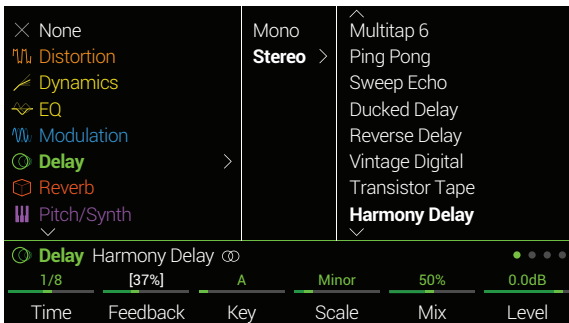 None
Distortion
Dynamics
EQ
Modulation
Delay
Reverb
Pitch/Synth
Mono
Stereo
Multitap 6
Ping Pong
Sweep Echo
Ducked Delay
Reverse Delay
Vintage Digital
Transistor Tape
Harmony Delay
Delay Harmony Delay
1/8 [37%] A Minor 50% 0.0dB
Time Feedback Key Scale Mix Level